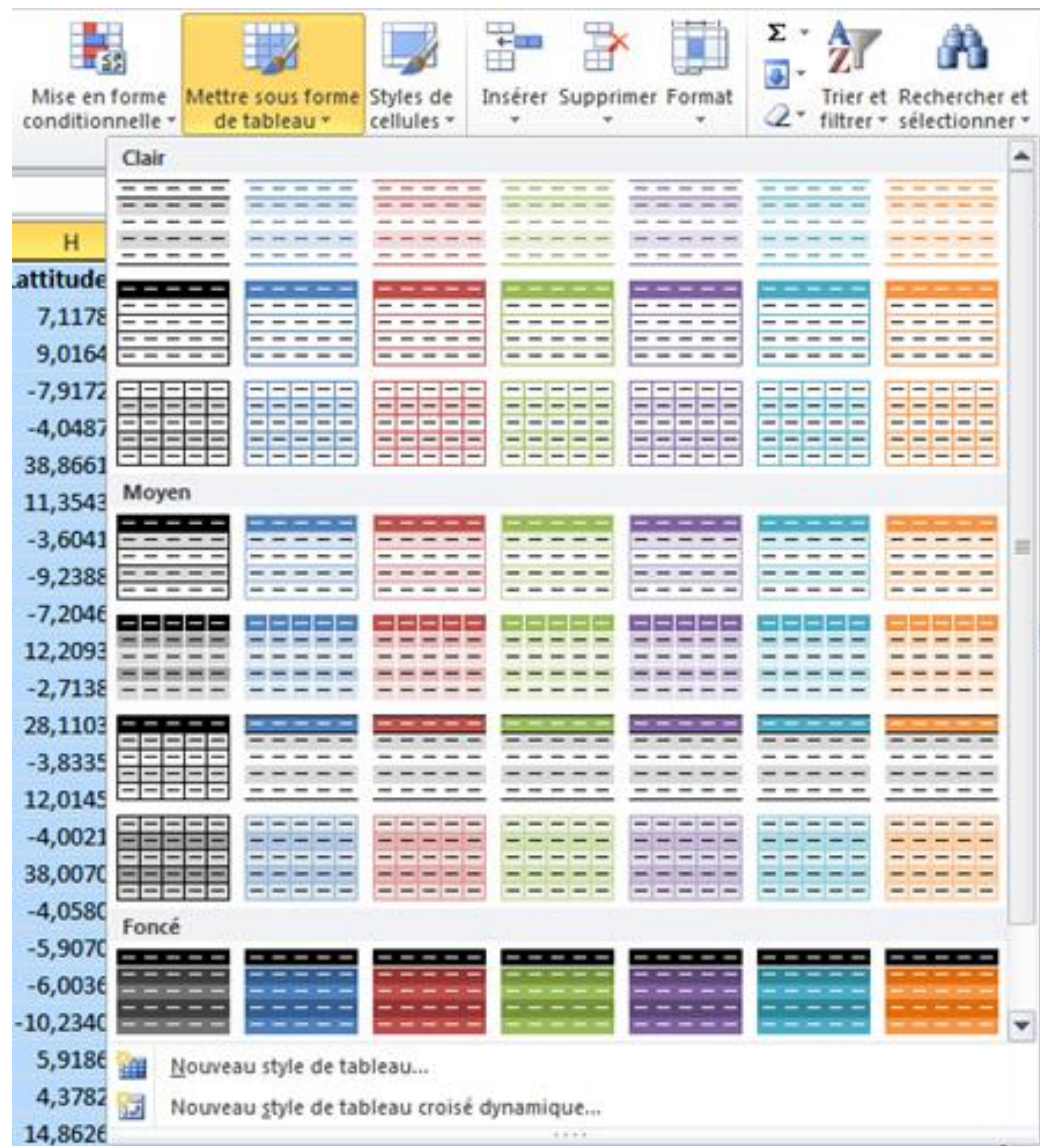 Mise en forme conditionnelle
Mettre sous forme de tableau
Styles de cellules
Insérer
Supprimer
Format
Σ
Trier et filtrer
Rechercher et sélectionner
Clair
H
attitude
7,1178
9,0164
-7,9172
-4,0487
38,8661
11,3543
Moyen
-3,6041
-9,2388
-7,2046
12,2093
-2,7138
28,1103
-3,8335
12,0145
-4,0021
38,0070
-4,0580
Foncé
-5,9070
-6,0036
-10,2340
5,9186
Nouveau style de tableau...
4,3782
Nouveau style de tableau croisé dynamique...
14,8626